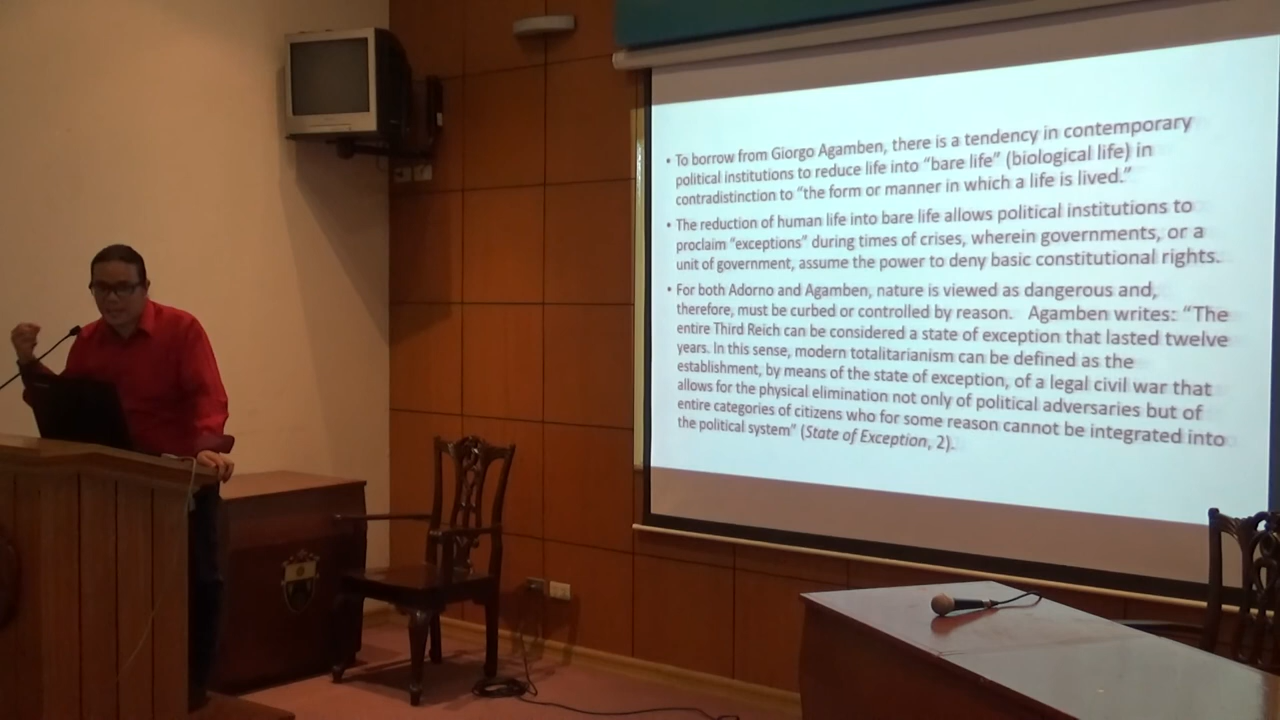 • To borrow from Giorgo Agamben, there is a tendency in contemporary
political institutions to reduce life into "bare life" (biological life) in
contradistinction to "the form or manner in which a life is lived."
• The reduction of human life into bare life allows political institutions to
proclaim "exceptions" during times of crises, wherein governments, or a
unit of government, assume the power to deny basic constitutional rights.
• For both Adorno and Agamben, nature is viewed as dangerous and,
therefore, must be curbed or controlled by reason. Agamben writes: "The
entire Third Reich can be considered a state of exception that lasted twelve
years. In this sense, modern totalitarianism can be defined as the
establishment, by means of the state of exception, of a legal civil war that
allows for the physical elimination not only of political adversaries but of
entire categories of citizens who for some reason cannot be integrated into
the political system" (State of Exception, 2).